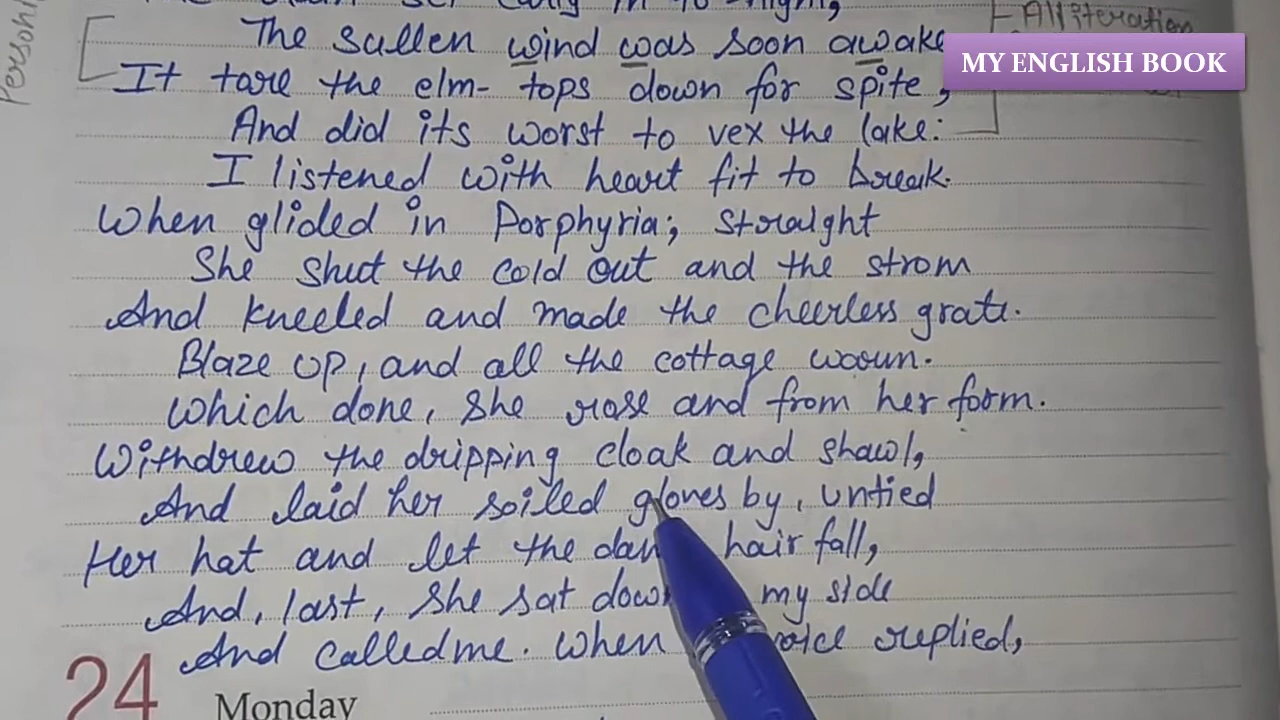 in to-night,
Alliteration
The sullen wind was soon awake
MY ENGLISH BOOK
It tore the elm- tops down for spite,
And did its worst to vex the lake:
I listened with heart fit to break.
When glided in Porphyria; straight
She shut the cold out and the strom
And kneeled and made the cheerless grate.
Blaze up, and all the cottage warm.
Which done, she rose and from her form.
Withdrew the dripping cloak and shawl,
And laid her soiled gloves by, untied
Her hat and let the hair fall,
And, last, she sat my side
And called me. When replied,
24 Monday